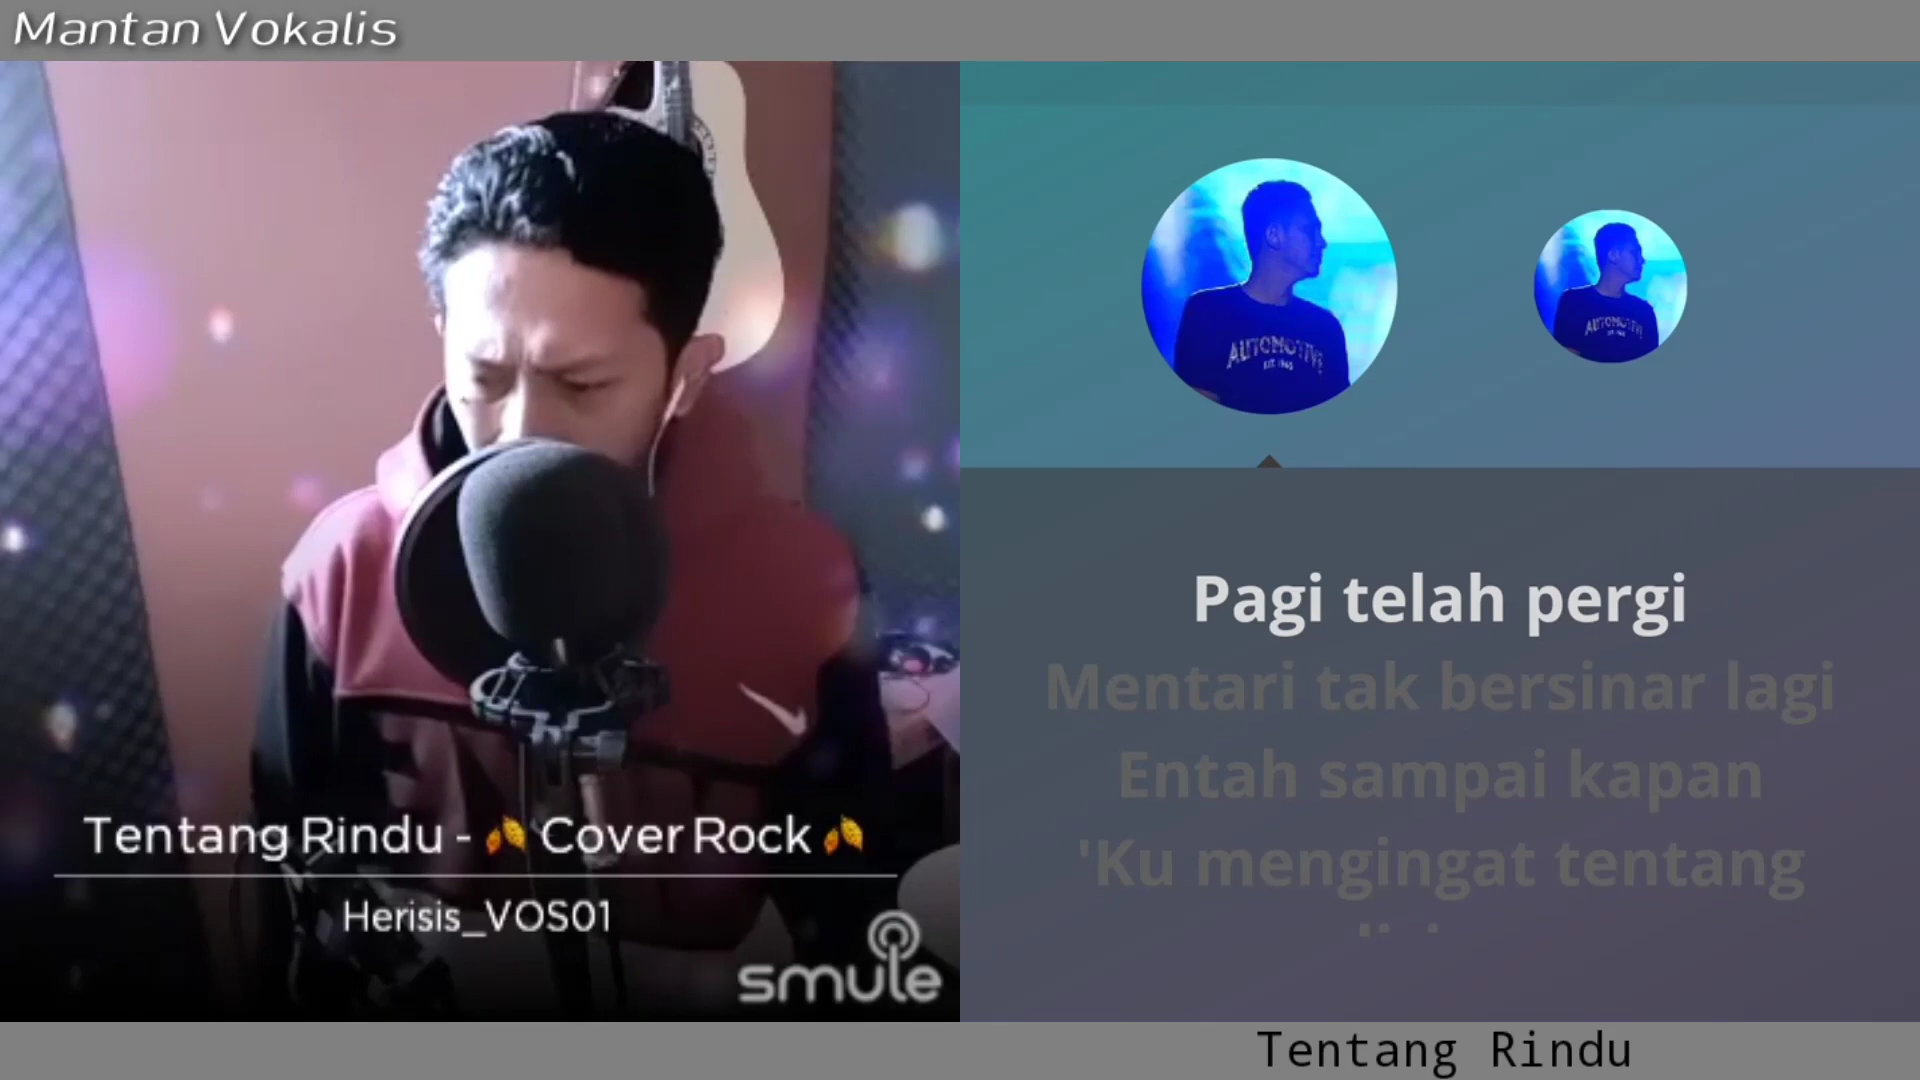 Mantan Vokalis
AUTOMOTIVE
AUTOMOTIVE
Pagi telah pergi
Mentari tak bersinar lagi
Entah sampai kapan
'Ku mengingat tentang
Tentang Rindu - 🍂 Cover Rock 🍂
Herisis_VOS01
smule
Tentang Rindu